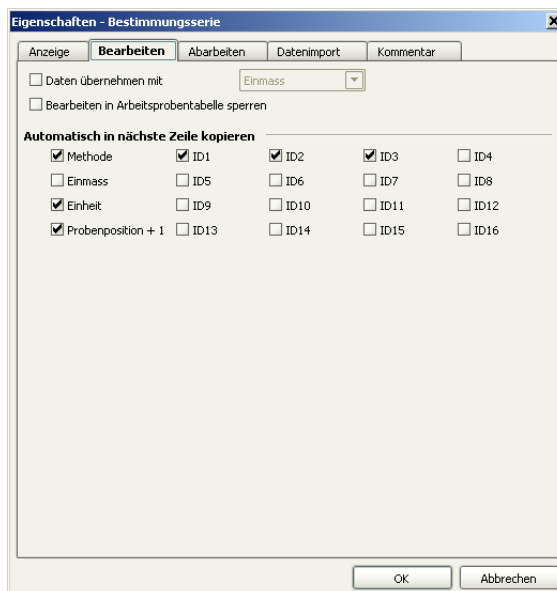 Eigenschaften - Bestimmungsserie
Anzeige Bearbeiten Abarbeiten Datenimport Kommentar
Daten übernehmen mit Einmass
Bearbeiten in Arbeitsprobentabelle sperren
Automatisch in nächste Zeile kopieren
Methode ID1 ID2 ID3 ID4
Einmass ID5 ID6 ID7 ID8
Einheit ID9 ID10 ID11 ID12
Probenposition + 1 ID13 ID14 ID15 ID16
OK Abbrechen